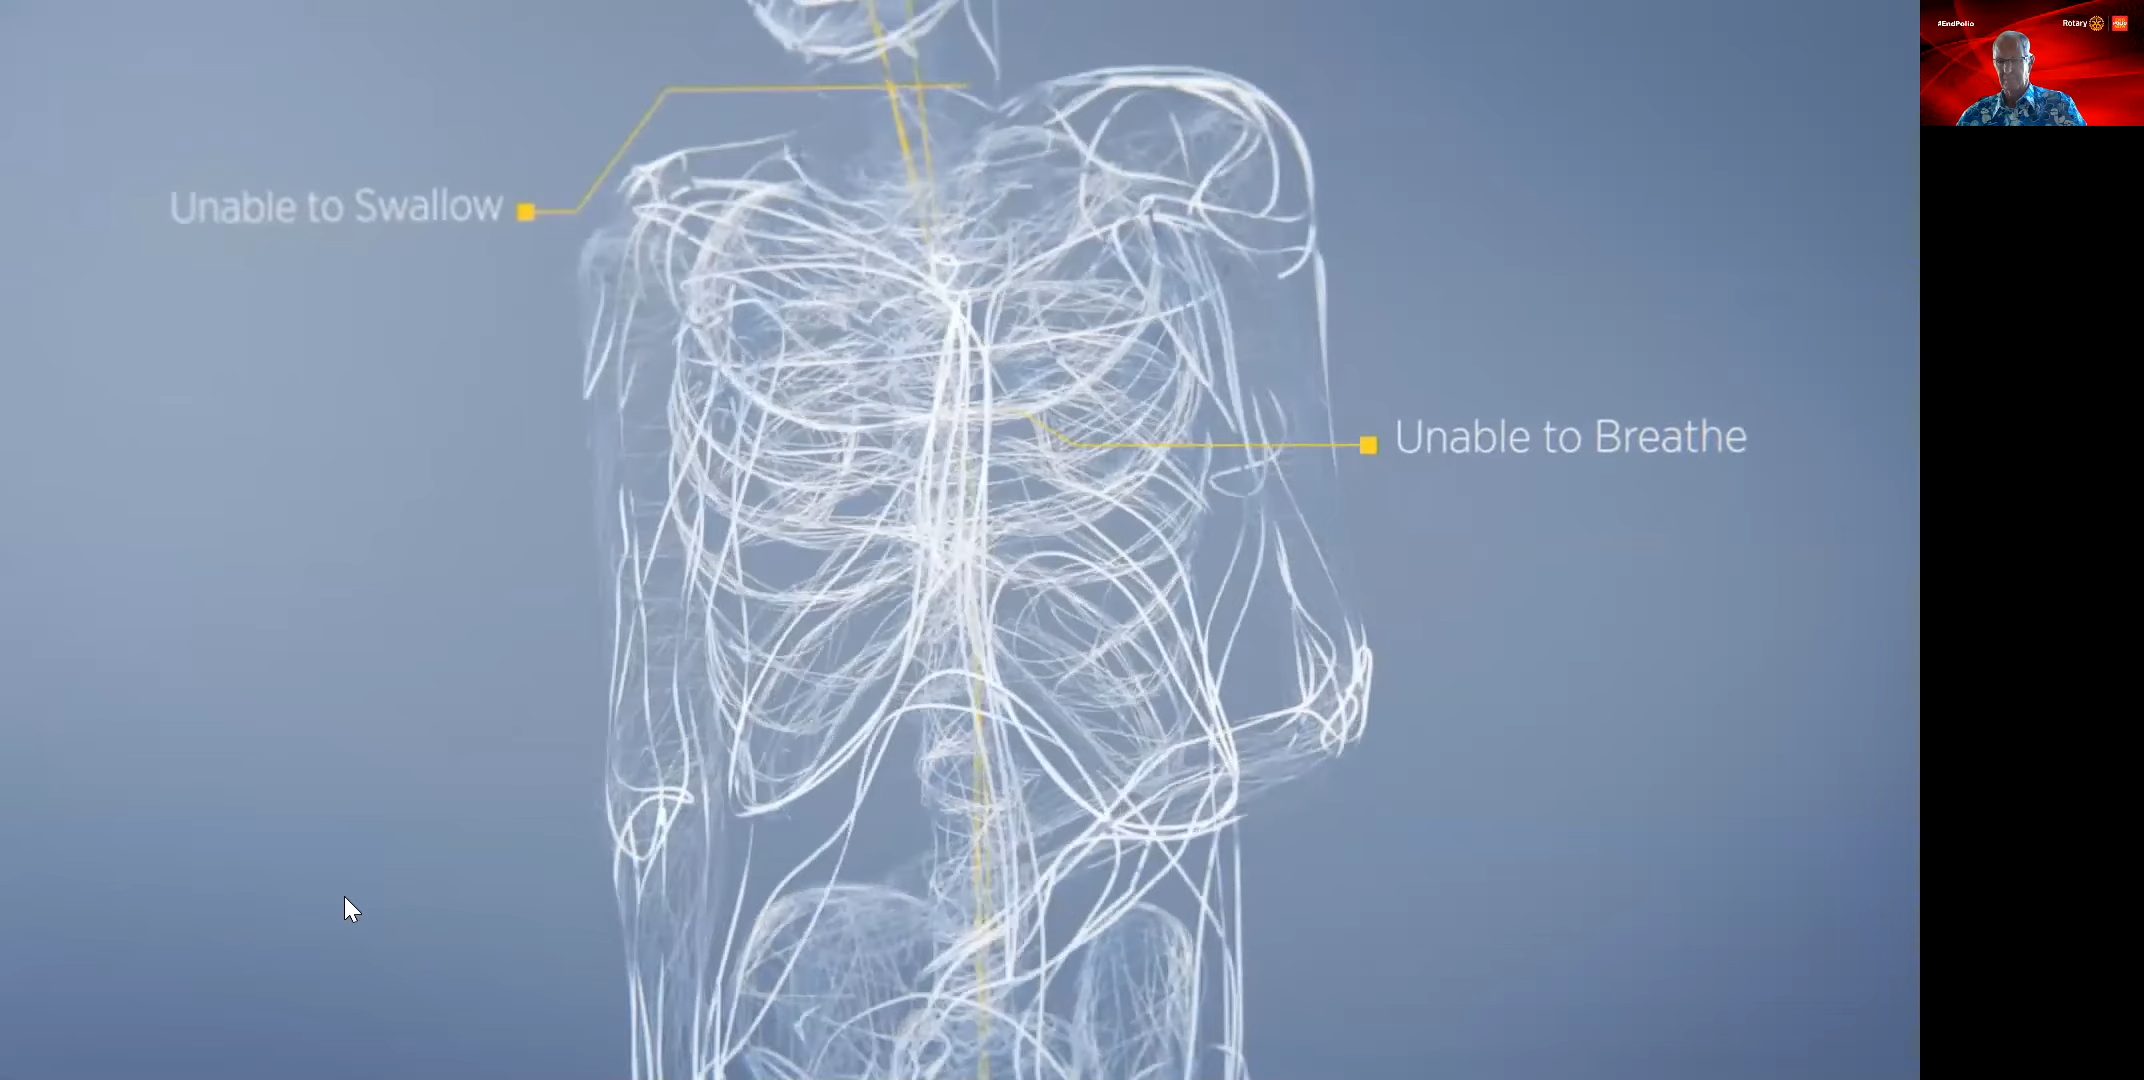 Unable to Swallow
Unable to Breathe
#EndPolio
Rotary